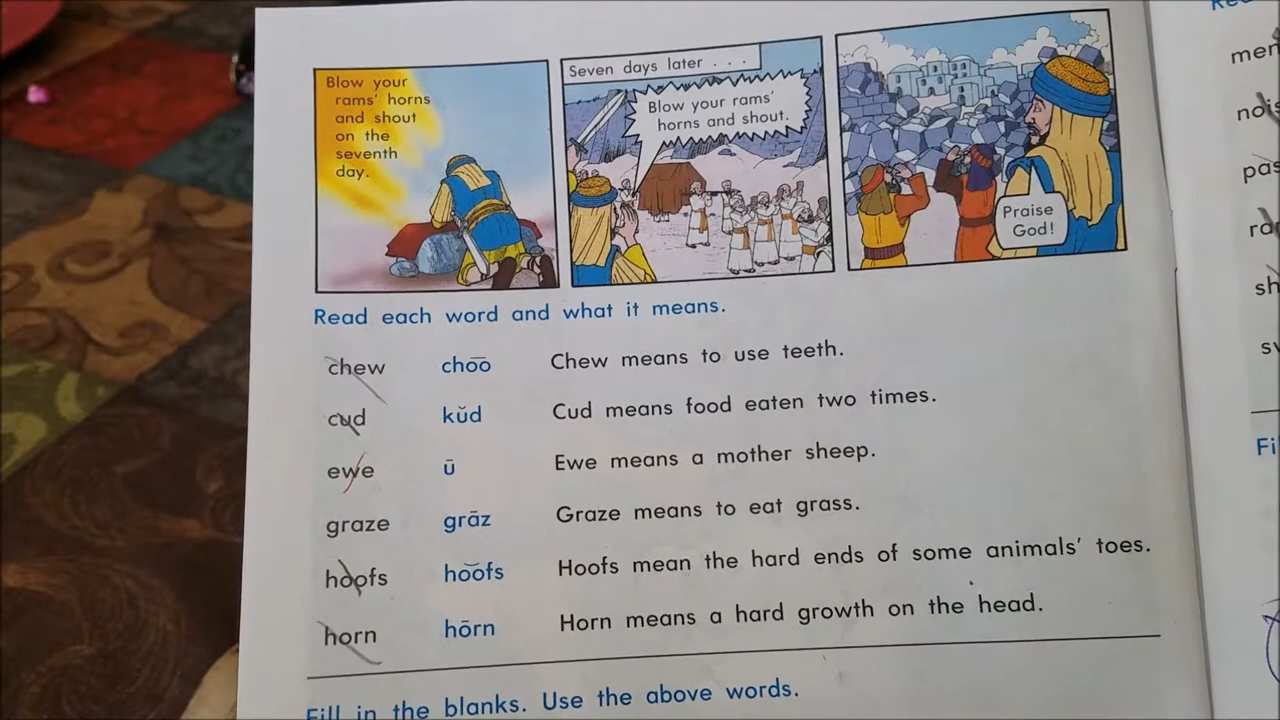 Blow your
rams' horns
and shout
on the
seventh
day.
Seven days later . . .
Blow your rams'
horns and shout.
Praise
God!
Read each word and what it means.
chew choo̅ Chew means to use teeth.
cud kŭd Cud means food eaten two times.
ewe ū Ewe means a mother sheep.
graze grāz Graze means to eat grass.
hoofs ho͝ofs Hoofs mean the hard ends of some animals' toes.
horn hōrn Horn means a hard growth on the head.
Fill in the blanks. Use the above words.